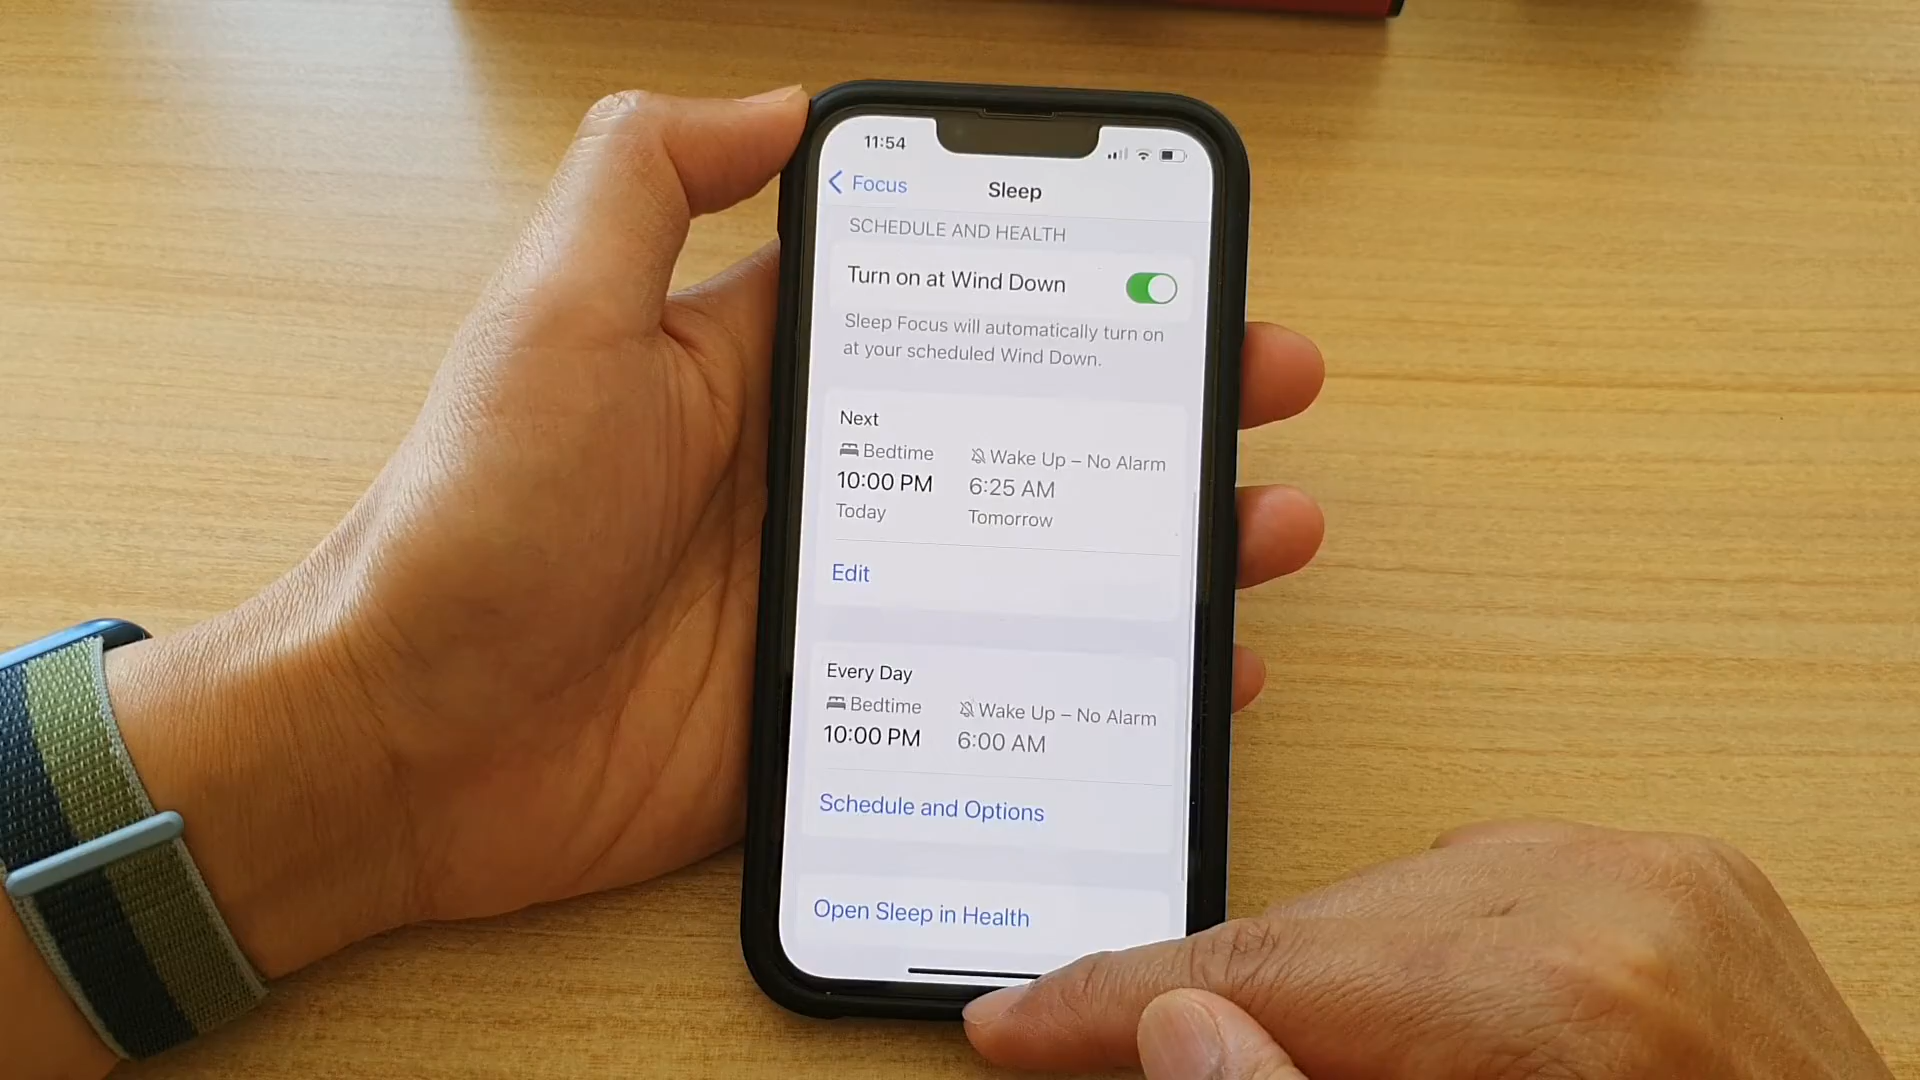 11:54
Focus
Sleep
SCHEDULE AND HEALTH
Turn on at Wind Down
Sleep Focus will automatically turn on
at your scheduled Wind Down.
Next
Bedtime
Wake Up – No Alarm
10:00 PM
6:25 AM
Today
Tomorrow
Edit
Every Day
Bedtime
Wake Up – No Alarm
10:00 PM
6:00 AM
Schedule and Options
Open Sleep in Health